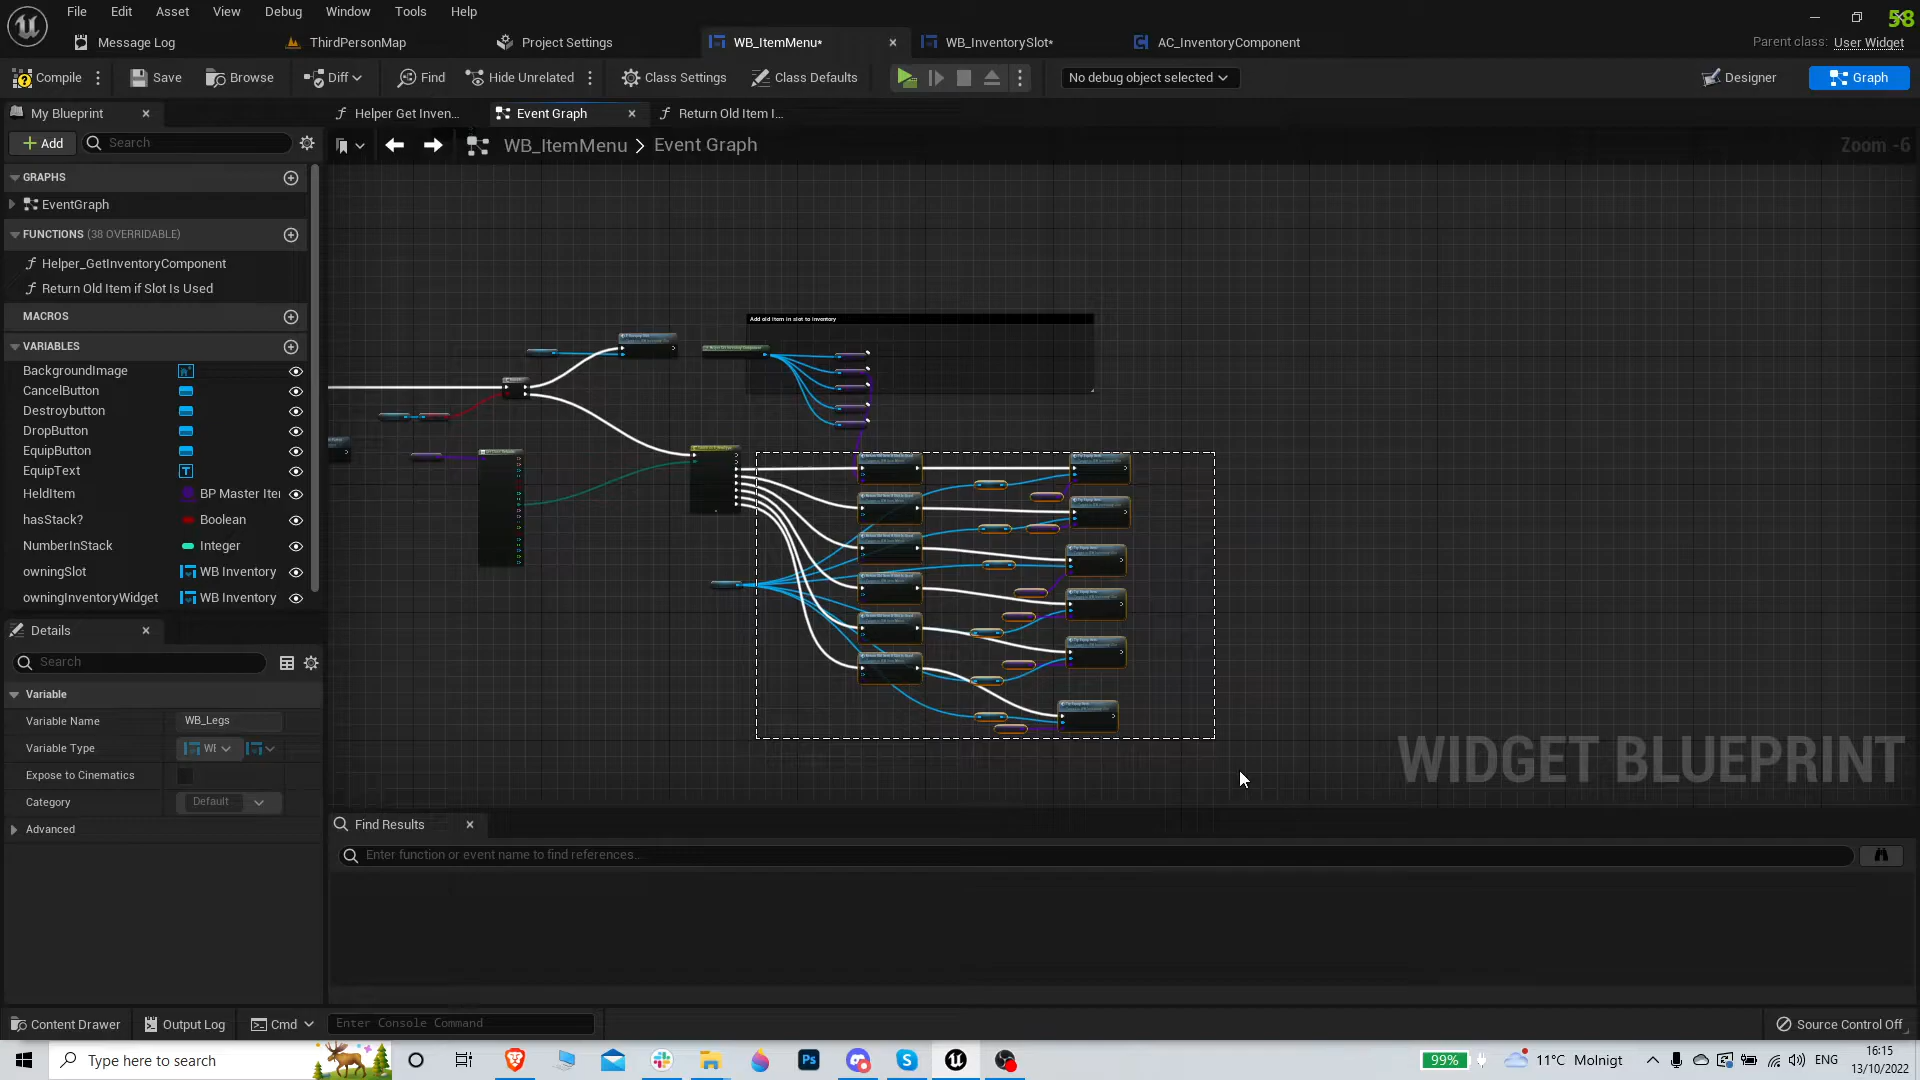 File Edit Asset View Debug Window Tools Help
58
Message Log
ThirdPersonMap
Project Settings
WB_ItemMenu*
WB_InventorySlot*
AC_InventoryComponent
Parent class: User Widget
Compile
Save
Browse
Diff
Find
Hide Unrelated
Class Settings
Class Defaults
No debug object selected
Designer
Graph
My Blueprint
Helper Get Inven...
Event Graph
Return Old Item I...
+ Add
Search
WB_ItemMenu > Event Graph
Zoom -6
GRAPHS
EventGraph
FUNCTIONS (38 OVERRIDABLE)
Helper_GetInventoryComponent
Return Old Item if Slot Is Used
MACROS
VARIABLES
BackgroundImage
CancelButton
Destroybutton
DropButton
EquipButton
EquipText
HeldItem BP Master Iter
hasStack? Boolean
NumberInStack Integer
owningSlot WB Inventory
owningInventoryWidget WB Inventory
Add old item in slot to inventory
Details
Search
Variable
Variable Name WB_Legs
Variable Type
Expose to Cinematics
Category Default
Advanced
WIDGET BLUEPRINT
Find Results
Enter function or event name to find references...
Content Drawer
Output Log
Cmd
Enter Console Command
Source Control Off
Type here to search
Ps
99%
11°C Molnigt
ENG
16:15
13/10/2022